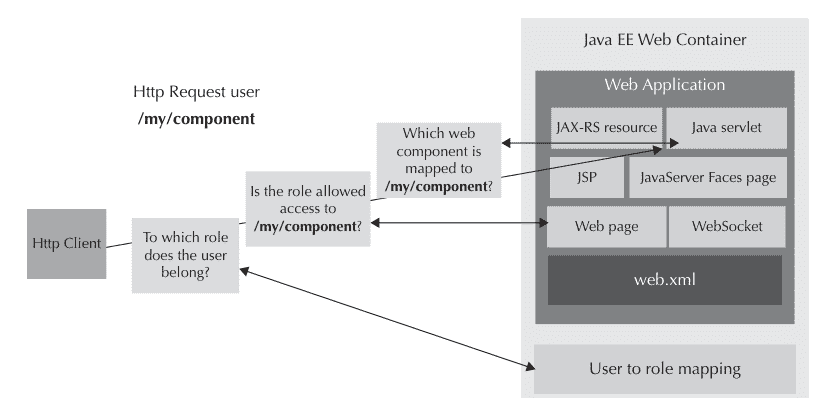 Java EE Web Container
Web Application
Http Request user
/my/component
JAX-RS resource
Java servlet
Which web
component is
mapped to
/my/component?
JSP
JavaServer Faces page
Is the role allowed
access to
/my/component?
Http Client
To which role
does the user
belong?
Web page
WebSocket
web.xml
User to role mapping